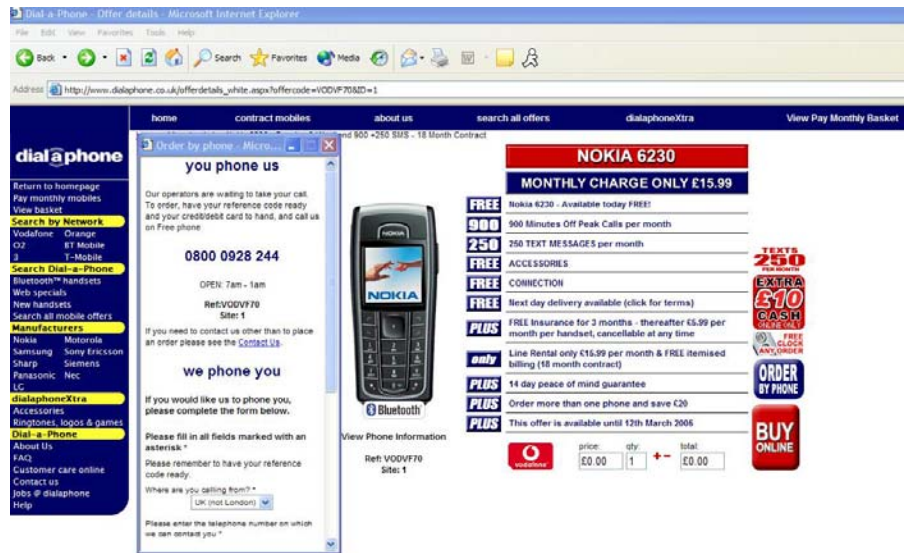 Dial-a-Phone - Offer details - Microsoft Internet Explorer
File Edit View Favorites Tools Help
Back Search Favorites Media
Address http://www.dialaphone.co.uk/offerdetails_white.aspx?offercode=VODVF70&ID=1
home contract mobiles about us search all offers dialaphoneXtra View Pay Monthly Basket
900 +250 SMS - 18 Month Contract
dialaphone
Return to homepage
Pay monthly mobiles
View basket
Search by Network
Vodafone Orange
O2 BT Mobile
3 T-Mobile
Search Dial-a-Phone
Bluetooth™ handsets
Web specials
New handsets
Search all mobile offers
Manufacturers
Nokia Motorola
Samsung Sony Ericsson
Sharp Siemens
Panasonic Nec
LG
dialaphoneXtra
Accessories
Ringtones, logos & games
Dial-a-Phone
About Us
FAQ
Customer care online
Contact us
Jobs @ dialaphone
Help
Order by phone - Micro...
you phone us
Our operators are waiting to take your call.
To order, have your reference code ready
and your credit/debit card to hand, and call us
on Free phone
0800 0928 244
OPEN: 7am - 1am
Ref:VODVF70
Site: 1
If you need to contact us other than to place
an order please see the Contact Us.
we phone you
If you would like us to phone you,
please complete the form below.
Please fill in all fields marked with an
asterisk *
Please remember to have your reference
code ready.
Where are you calling from? *
UK (not London)
Please enter the telephone number on which
we can contact you *
NOKIA
NOKIA
Bluetooth
View Phone Information
Ref: VODVF70
Site: 1
NOKIA 6230
MONTHLY CHARGE ONLY £15.99
FREE Nokia 6230 - Available today FREE!
900 900 Minutes Off Peak Calls per month
250 250 TEXT MESSAGES per month
FREE ACCESSORIES
FREE CONNECTION
FREE Next day delivery available (click for terms)
PLUS FREE Insurance for 3 months - thereafter £5.99 per
month per handset, cancellable at any time
only Line Rental only £15.99 per month & FREE itemised
billing (18 month contract)
PLUS 14 day peace of mind guarantee
PLUS Order more than one phone and save £20
PLUS This offer is available until 12th March 2005
vodafone
price: qty: total:
£0.00 1 + - £0.00
TEXTS
250
PER MONTH
EXTRA
£10
CASH
ONLINE ONLY
FREE
CLOCK
ANY ORDER
ORDER
BY PHONE
BUY
ONLINE